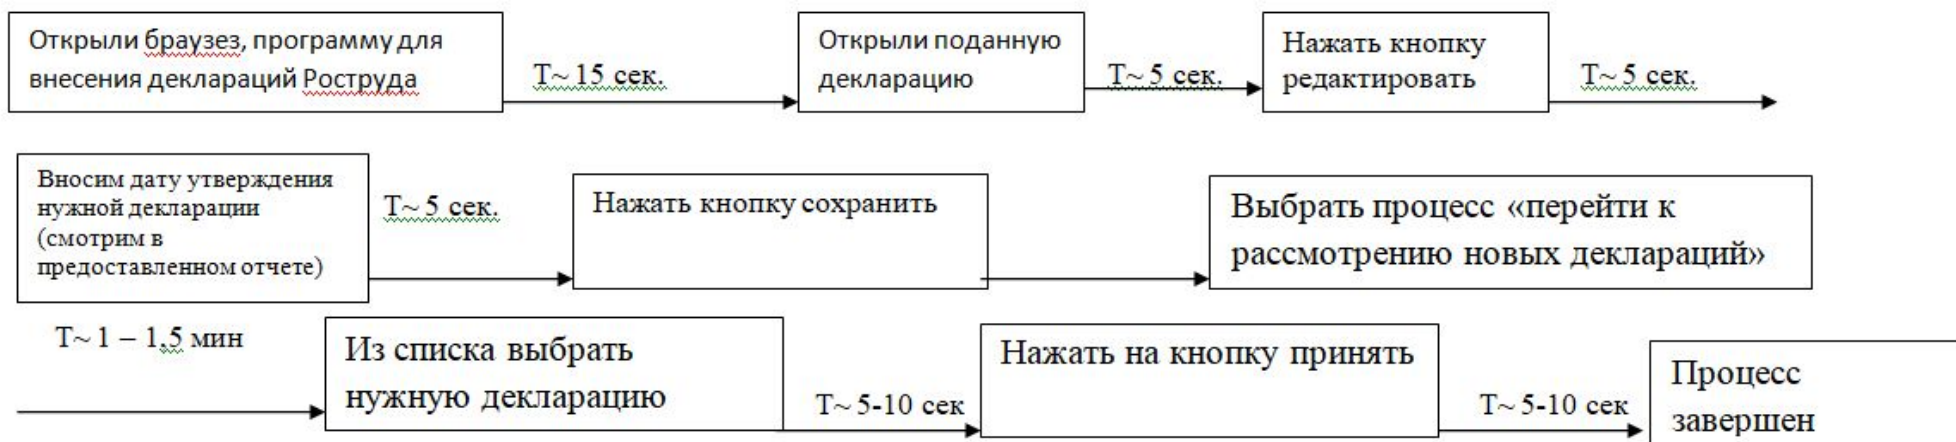 Открыли браузез, программу для
внесения деклараций Роструда
Т~ 15 сек.
Открыли поданную
декларацию
Т~ 5 сек.
Нажать кнопку
редактировать
Т~ 5 сек.
Вносим дату утверждения
нужной декларации
(смотрим в
предоставленном отчете)
Т~ 5 сек.
Нажать кнопку сохранить
Выбрать процесс «перейти к
рассмотрению новых деклараций»
Т~ 1 – 1,5 мин
Из списка выбрать
нужную декларацию
Т~ 5-10 сек
Нажать на кнопку принять
Т~ 5-10 сек
Процесс
завершен